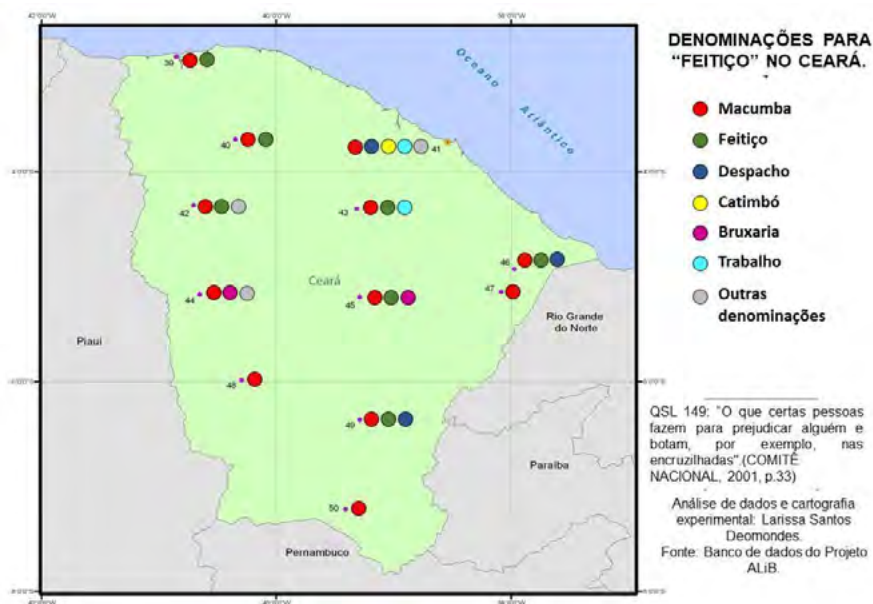 DENOMINAÇÕES PARA
“FEITIÇO” NO CEARÁ.
Macumba
Feitiço
Despacho
Catimbó
Bruxaria
Trabalho
Outras
denominações
QSL 149: "O que certas pessoas
fazem para prejudicar alguém e
botam, por exemplo, nas
encruzilhadas".(COMITÊ
NACIONAL, 2001, p.33)
Análise de dados e cartografia
experimental: Larissa Santos
Deomondes.
Fonte: Banco de dados do Projeto
ALiB.
Oceano
Atlântico
39
40
41
42
43
44
Ceará
45
46
47
48
49
50
Piauí
Rio Grande
do Norte
Paraíba
Pernambuco